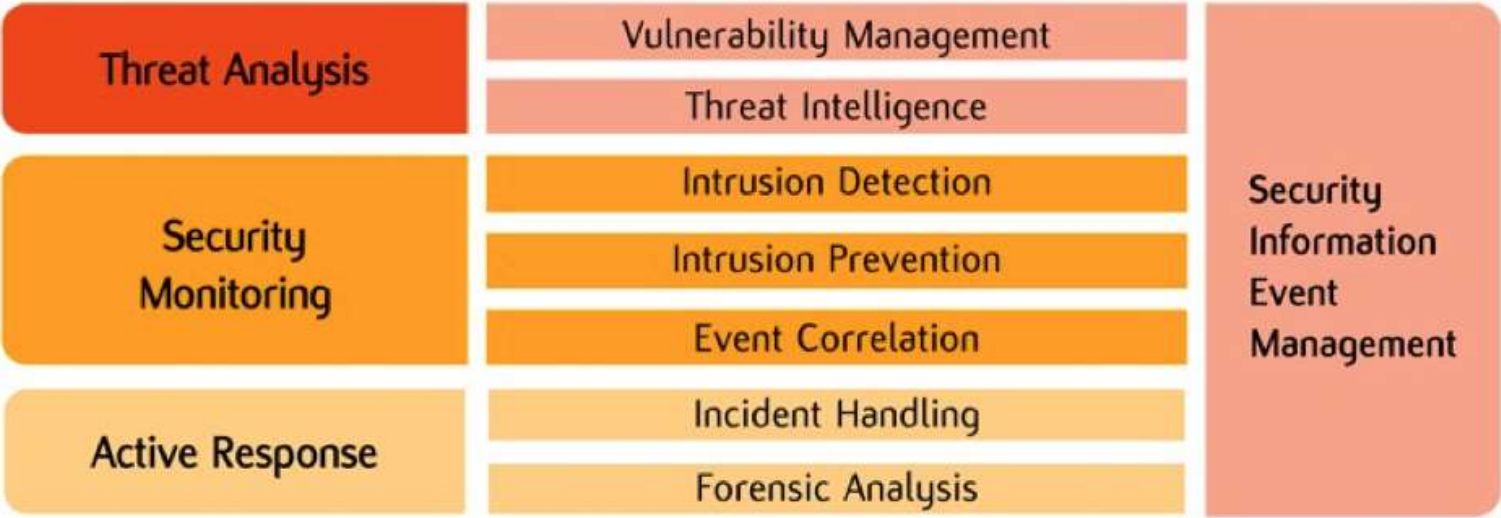 Threat Analysis
Vulnerability Management
Threat Intelligence
Security
Monitoring
Intrusion Detection
Intrusion Prevention
Event Correlation
Active Response
Incident Handling
Forensic Analysis
Security
Information
Event
Management